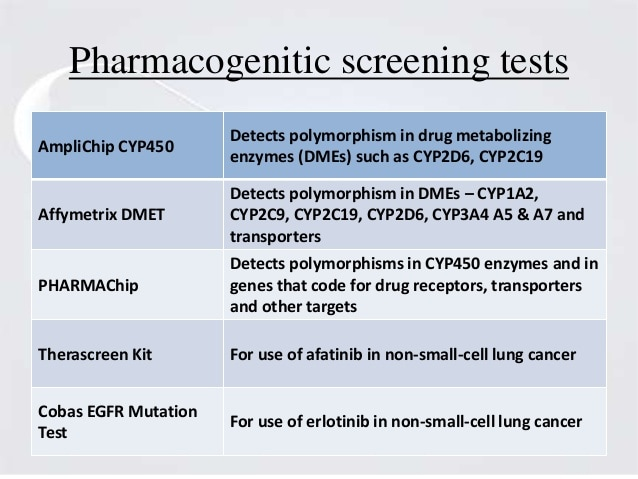 Pharmacogenitic screening tests
AmpliChip CYP450
Detects polymorphism in drug metabolizing
enzymes (DMEs) such as CYP2D6, CYP2C19
Affymetrix DMET
Detects polymorphism in DMEs – CYP1A2,
CYP2C9, CYP2C19, CYP2D6, CYP3A4 A5 & A7 and
transporters
PHARMAChip
Detects polymorphisms in CYP450 enzymes and in
genes that code for drug receptors, transporters
and other targets
Therascreen Kit
For use of afatinib in non-small-cell lung cancer
Cobas EGFR Mutation
Test
For use of erlotinib in non-small-cell lung cancer